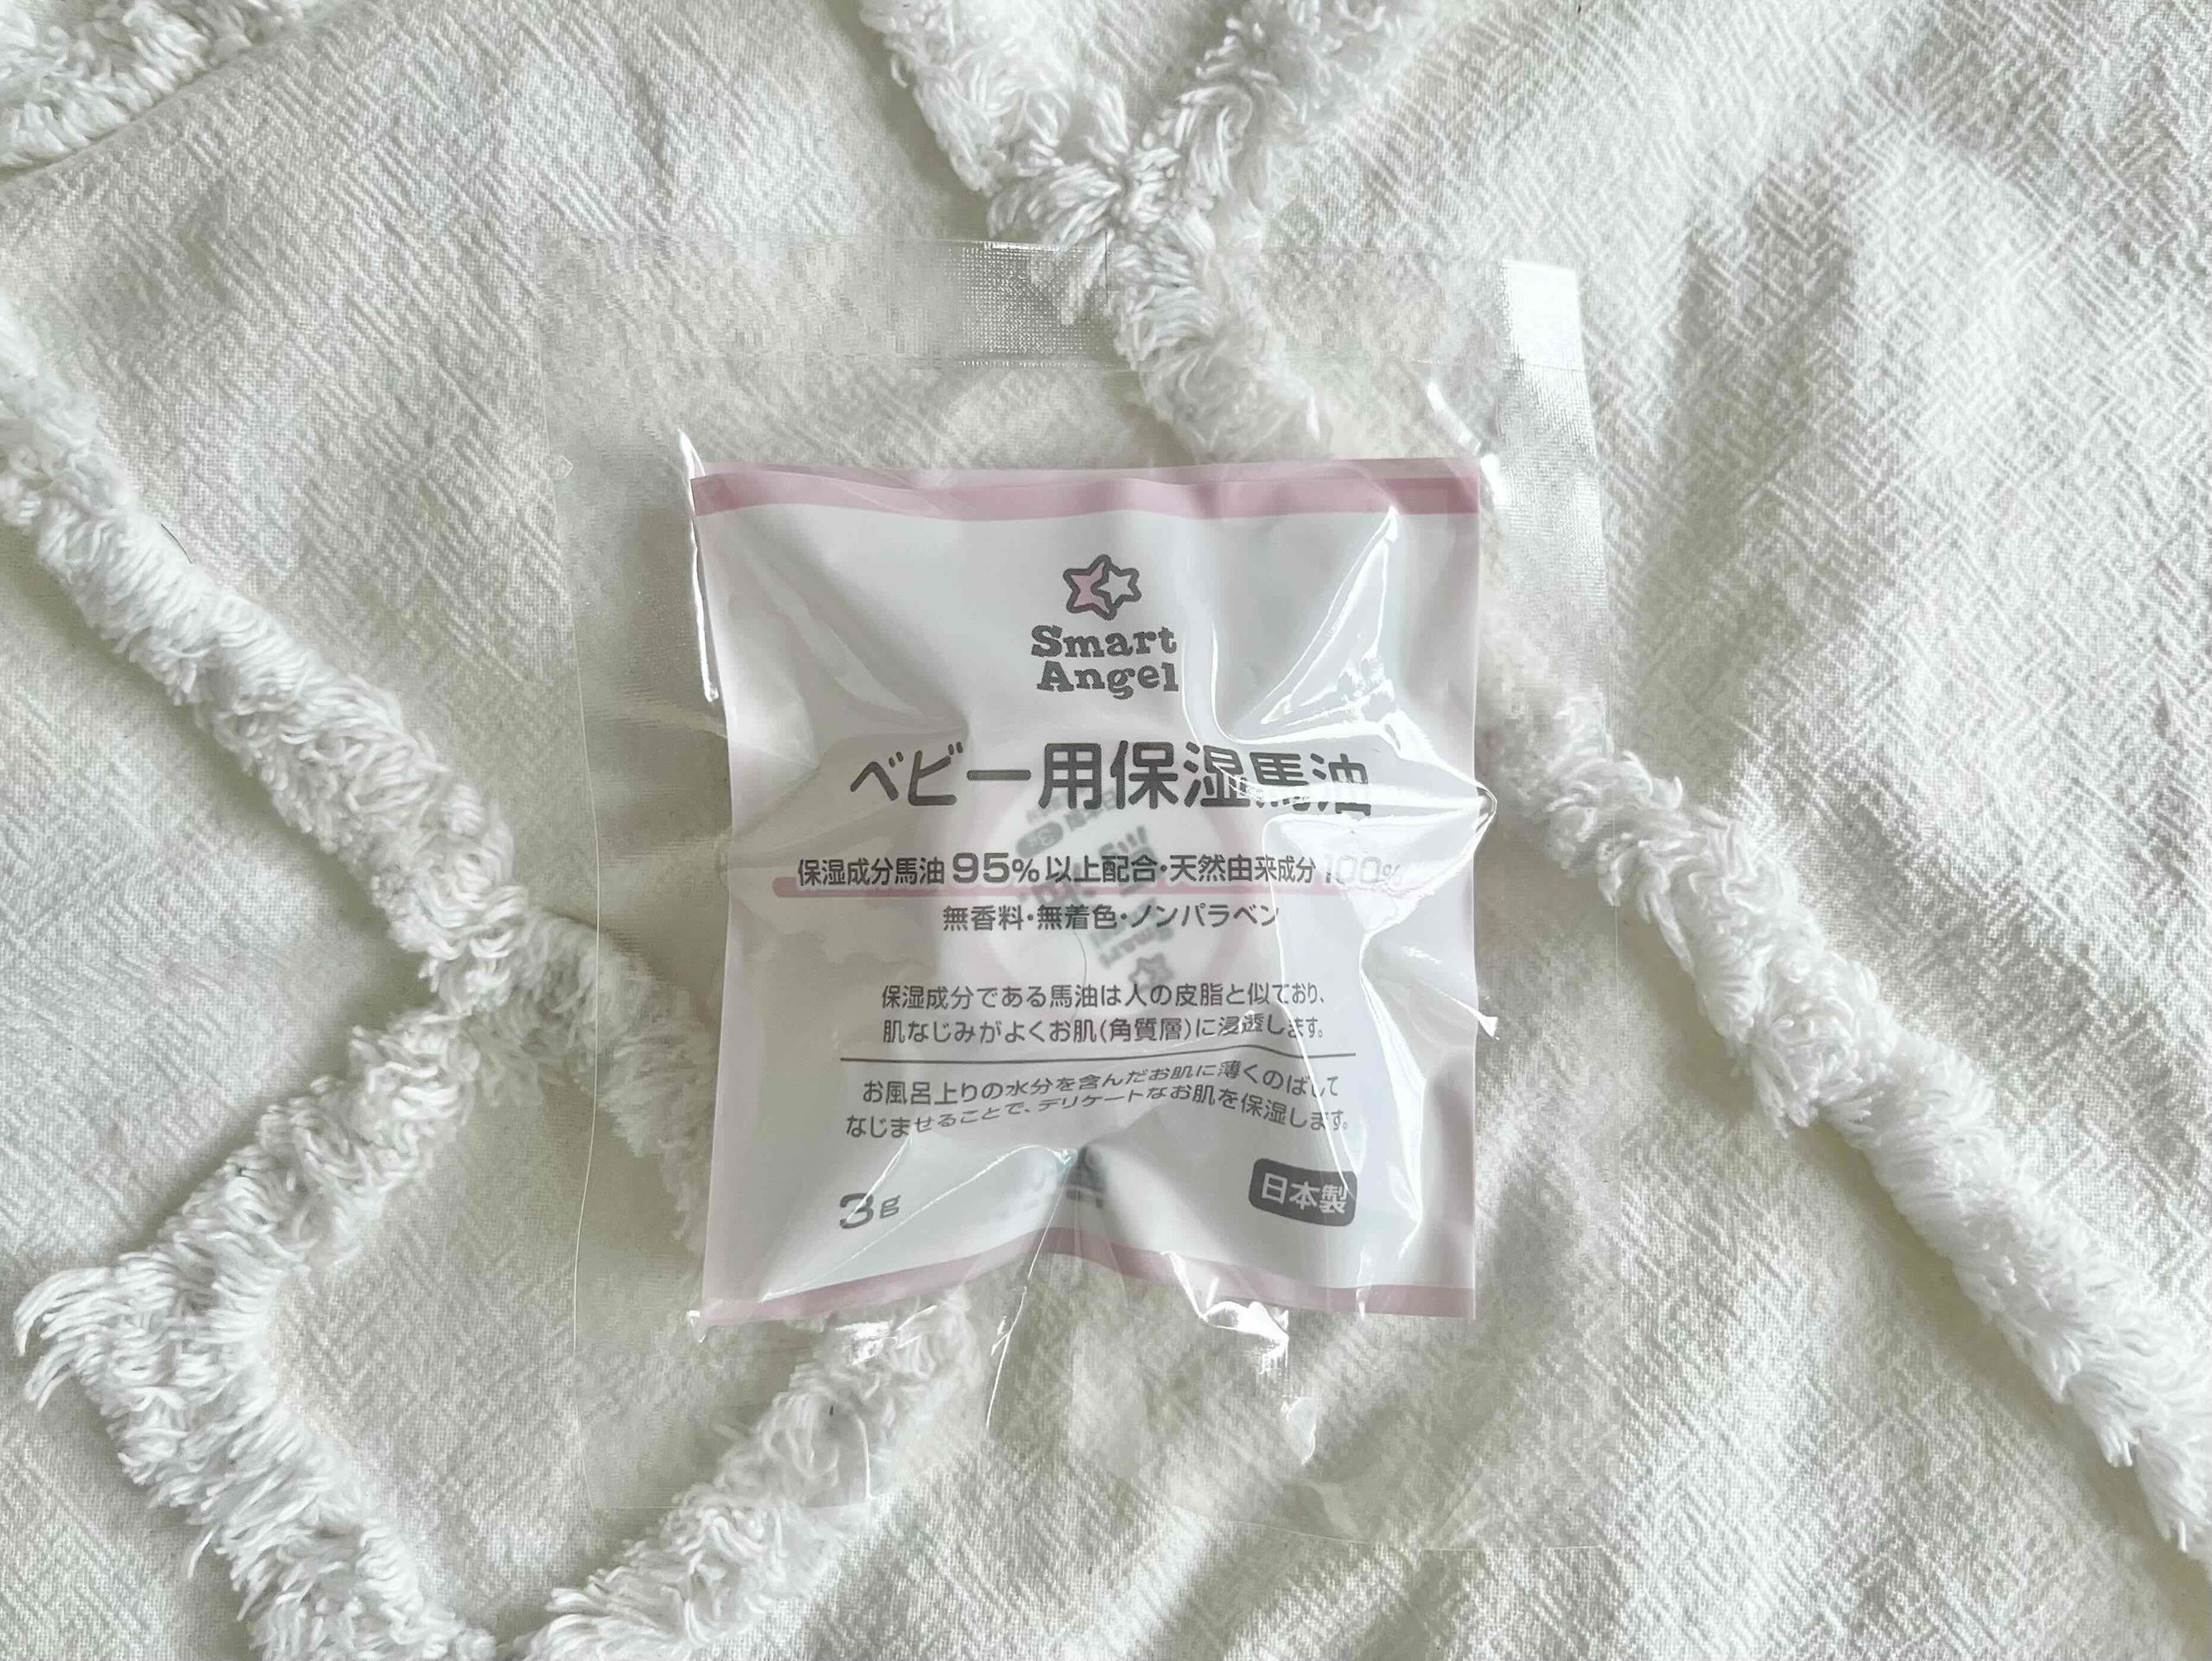 Smart
Angel
ベビー用保湿馬油
保湿成分馬油95%以上配合・天然由来成分100%
無香料・無着色・ノンパラベン
保湿成分である馬油は人の皮脂と似ており、
肌なじみがよくお肌(角質層)に浸透します。
お風呂上りの水分を含んだお肌に薄くのばして
なじませることで、デリケートなお肌を保湿します。
3g
日本製